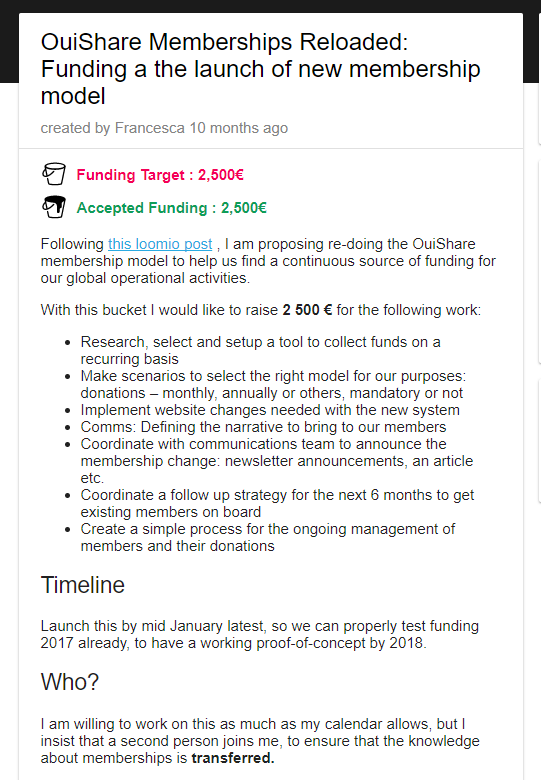 OuiShare Memberships Reloaded:
Funding a the launch of new membership
model
created by Francesca 10 months ago
Funding Target : 2,500€
Accepted Funding : 2,500€
Following this loomio post , I am proposing re-doing the OuiShare
membership model to help us find a continuous source of funding for
our global operational activities.
With this bucket I would like to raise 2 500 € for the following work:
• Research, select and setup a tool to collect funds on a
recurring basis
• Make scenarios to select the right model for our purposes:
donations – monthly, annually or others, mandatory or not
• Implement website changes needed with the new system
• Comms: Defining the narrative to bring to our members
• Coordinate with communications team to announce the
membership change: newsletter announcements, an article
etc.
• Coordinate a follow up strategy for the next 6 months to get
existing members on board
• Create a simple process for the ongoing management of
members and their donations
Timeline
Launch this by mid January latest, so we can properly test funding
2017 already, to have a working proof-of-concept by 2018.
Who?
I am willing to work on this as much as my calendar allows, but I
insist that a second person joins me, to ensure that the knowledge
about memberships is transferred.